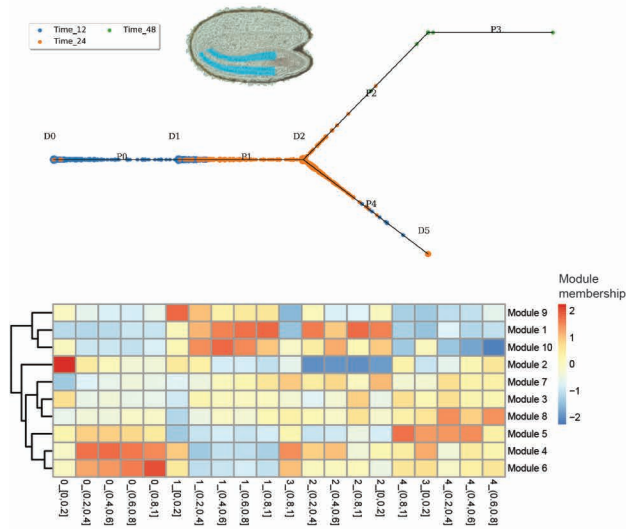 Time_12
Time_48
Time_24
P3
P2
D0
D1
D2
P0
P1
P4
D5
Module
membership
2
1
0
-1
-2
Module 9
Module 1
Module 10
Module 2
Module 7
Module 3
Module 8
Module 5
Module 4
Module 6
0_[0,0.2]
0_(0.2,0.4]
0_(0.4,0.6]
0_(0.6,0.8]
0_(0.8,1]
1_[0,0.2]
1_(0.2,0.4]
1_(0.4,0.6]
1_(0.6,0.8]
1_(0.8,1]
3_(0.8,1]
2_(0.2,0.4]
2_(0.4,0.6]
2_(0.8,1]
2_[0,0.2]
4_(0.8,1]
3_[0,0.2]
4_(0.2,0.4]
4_(0.4,0.6]
4_(0.6,0.8]